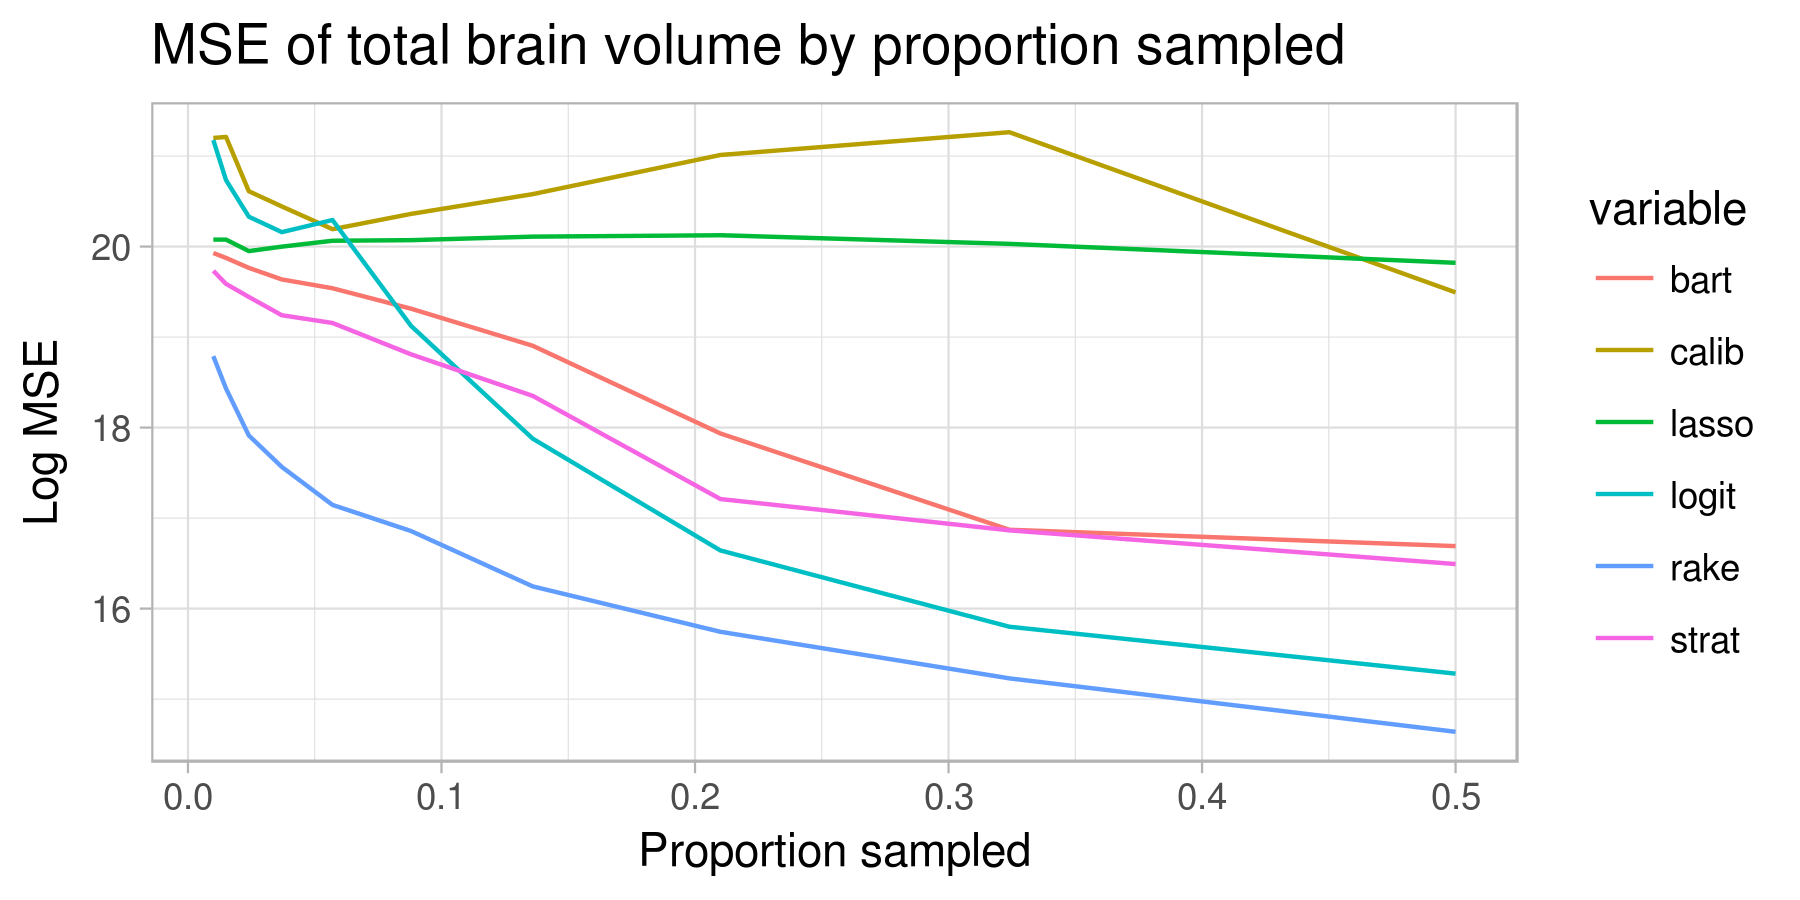 MSE of total brain volume by proportion sampled
Log MSE
20
18
16
0.0 0.1 0.2 0.3 0.4 0.5
Proportion sampled
variable
bart
calib
lasso
logit
rake
strat